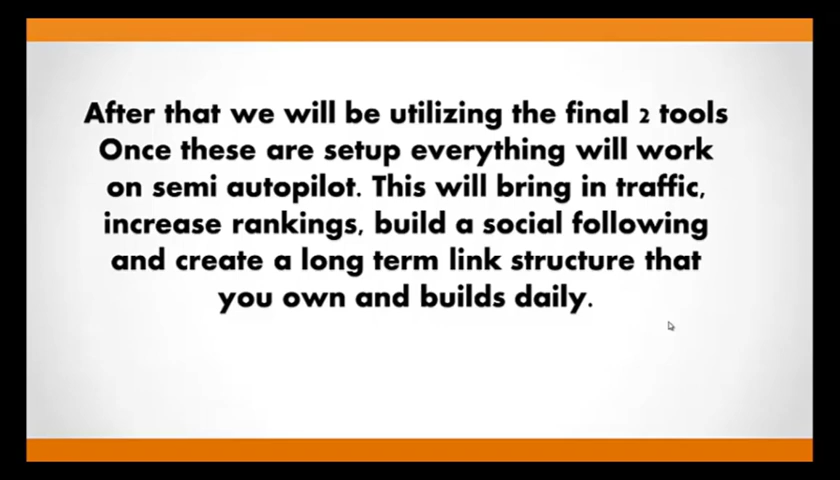 After that we will be utilizing the final 2 tools
Once these are setup everything will work
on semi autopilot. This will bring in traffic,
increase rankings, build a social following
and create a long term link structure that
you own and builds daily.